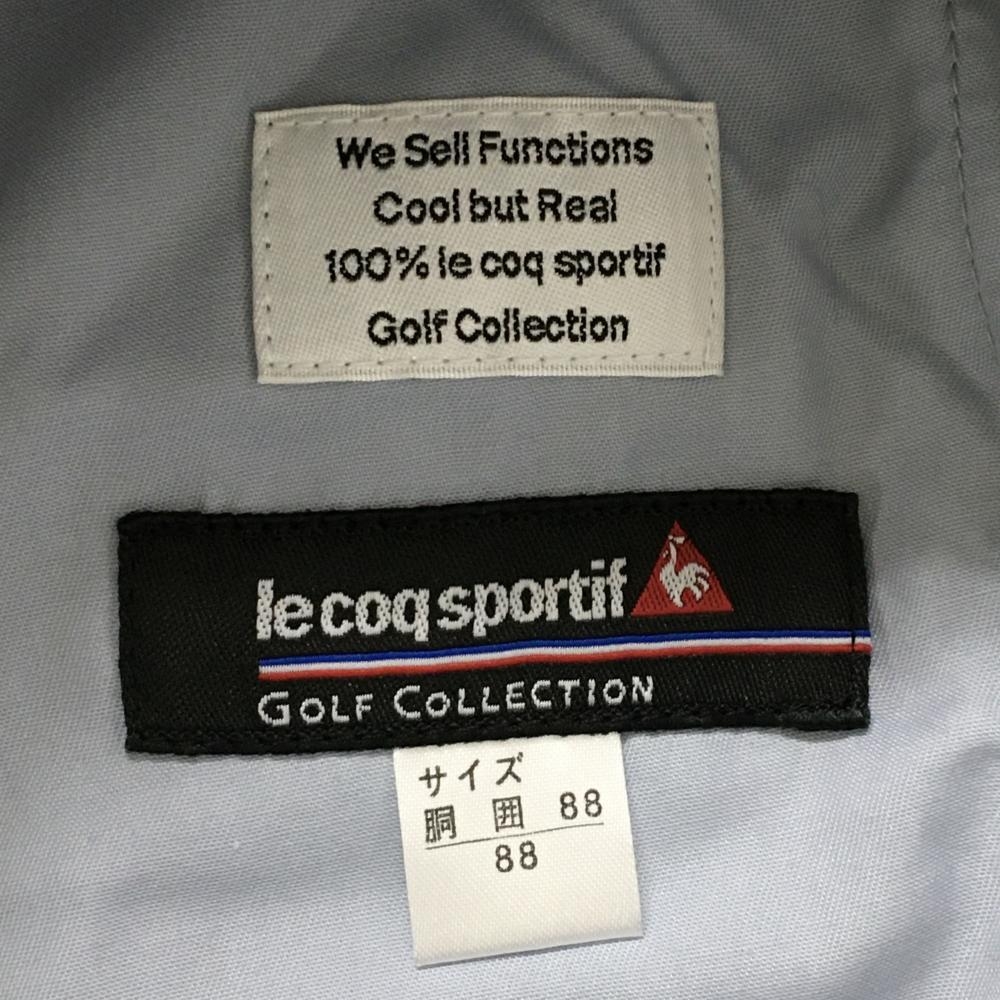 We Sell Functions
Cool but Real
100% le coq sportif
Golf Collection
le coq sportif
GOLF COLLECTION
サイズ
胴 囲 88
88